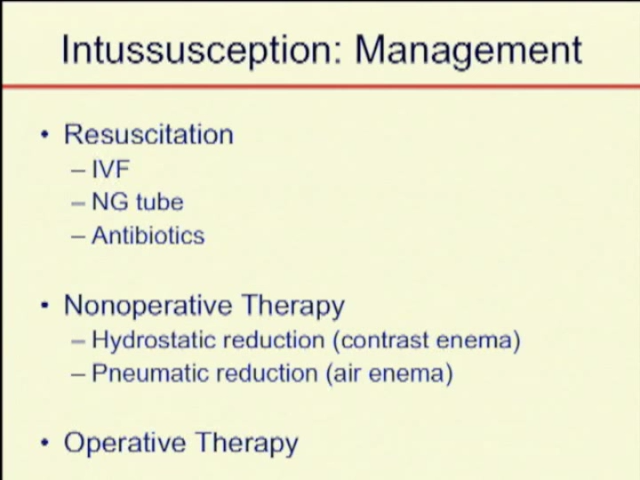 Intussusception: Management
• Resuscitation
– IVF
– NG tube
– Antibiotics
• Nonoperative Therapy
– Hydrostatic reduction (contrast enema)
– Pneumatic reduction (air enema)
• Operative Therapy